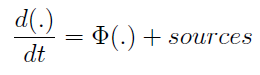 d(.)/dt = Φ(.) + sources